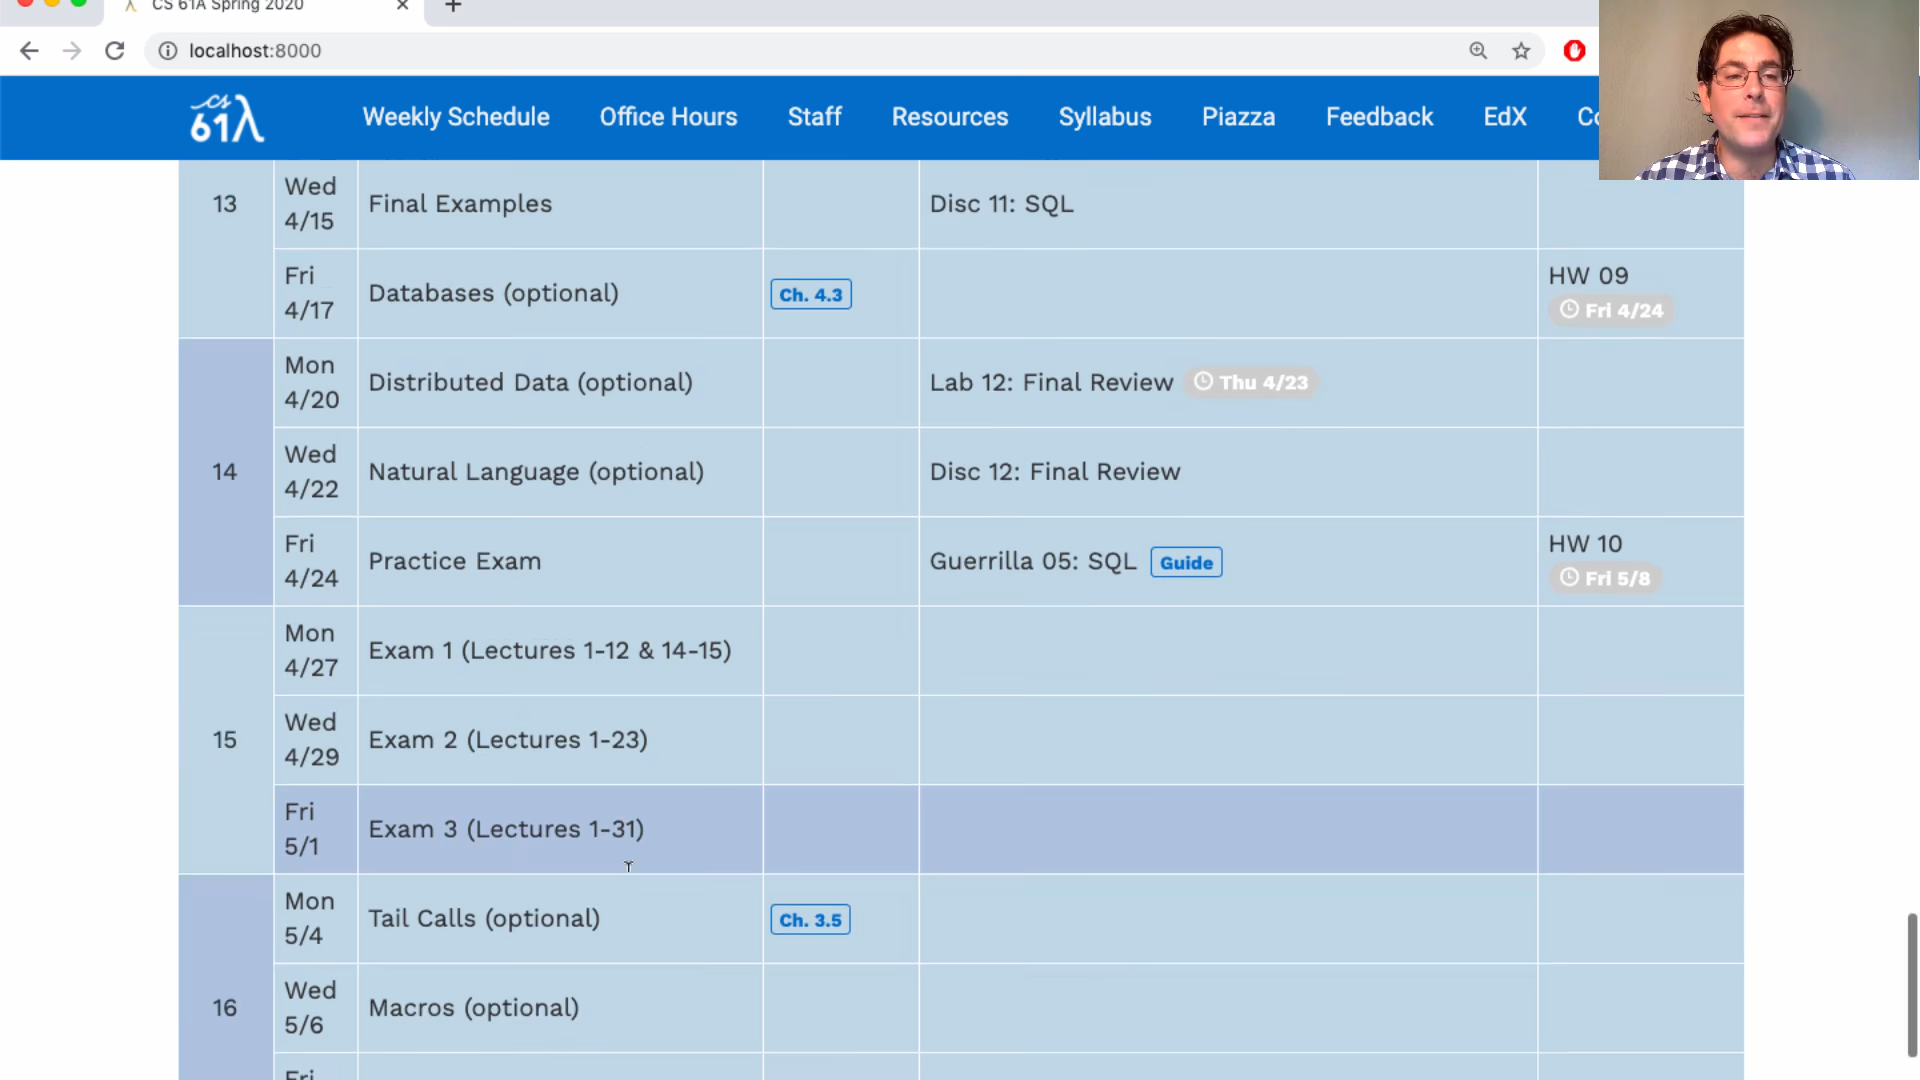 CS 61A Spring 2020
localhost:8000
CS 61λ
Weekly Schedule
Office Hours
Staff
Resources
Syllabus
Piazza
Feedback
EdX
13
Wed 4/15
Final Examples
Disc 11: SQL
Fri 4/17
Databases (optional)
Ch. 4.3
HW 09
Fri 4/24
14
Mon 4/20
Distributed Data (optional)
Lab 12: Final Review
Thu 4/23
Wed 4/22
Natural Language (optional)
Disc 12: Final Review
Fri 4/24
Practice Exam
Guerrilla 05: SQL
Guide
HW 10
Fri 5/8
15
Mon 4/27
Exam 1 (Lectures 1-12 & 14-15)
Wed 4/29
Exam 2 (Lectures 1-23)
Fri 5/1
Exam 3 (Lectures 1-31)
16
Mon 5/4
Tail Calls (optional)
Ch. 3.5
Wed 5/6
Macros (optional)
Fri